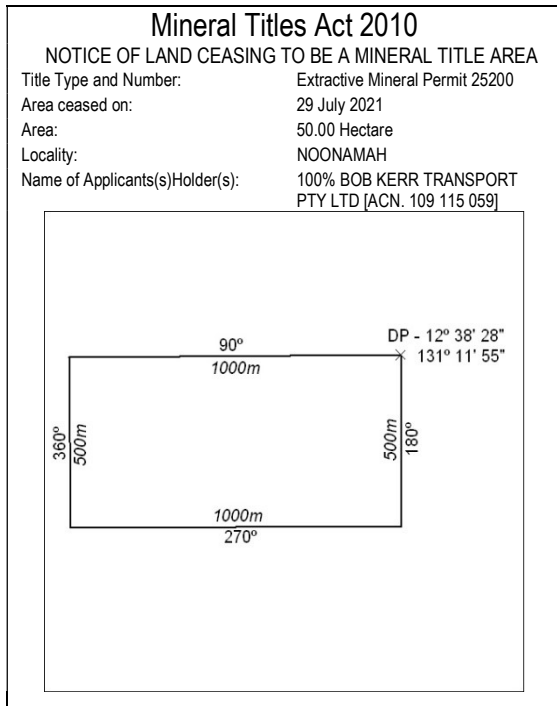 Mineral Titles Act 2010
NOTICE OF LAND CEASING TO BE A MINERAL TITLE AREA
Title Type and Number: Extractive Mineral Permit 25200
Area ceased on: 29 July 2021
Area: 50.00 Hectare
Locality: NOONAMAH
Name of Applicants(s)Holder(s): 100% BOB KERR TRANSPORT
PTY LTD [ACN. 109 115 059]
DP - 12º 38' 28"
131º 11' 55"
90º
1000m
360º
500m
500m
180º
1000m
270º